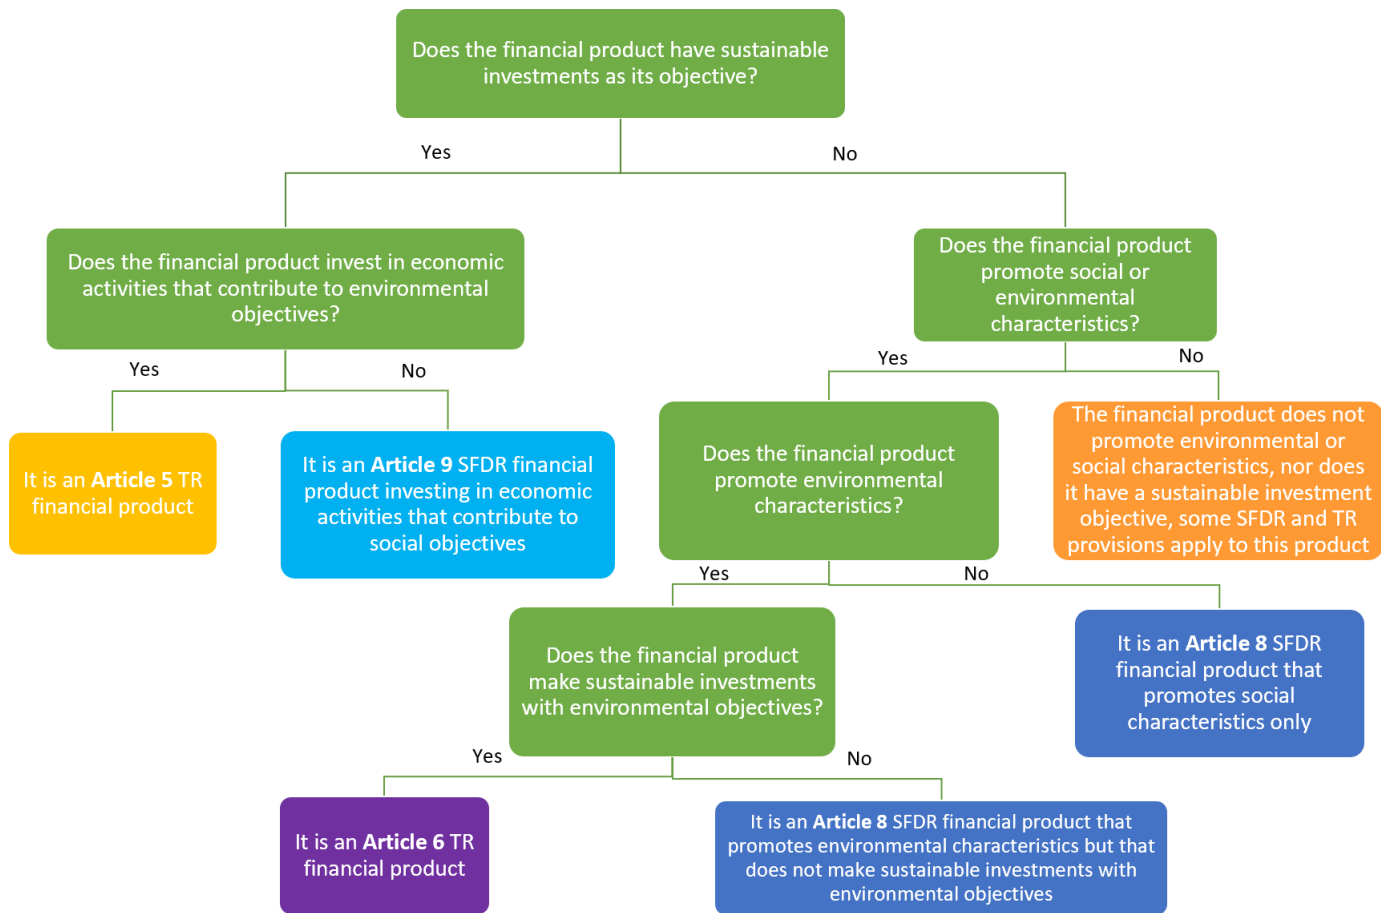 Does the financial product have sustainable
investments as its objective?
Yes
No
Does the financial product invest in economic
activities that contribute to environmental
objectives?
Does the financial product
promote social or
environmental
characteristics?
Yes
No
Yes
No
It is an Article 5 TR
financial product
It is an Article 9 SFDR financial
product investing in economic
activities that contribute to
social objectives
Does the financial product
promote environmental
characteristics?
The financial product does not
promote environmental or
social characteristics, nor does
it have a sustainable investment
objective, some SFDR and TR
provisions apply to this product
Yes
No
Does the financial product
make sustainable investments
with environmental objectives?
It is an Article 8 SFDR
financial product that
promotes social
characteristics only
Yes
No
It is an Article 6 TR
financial product
It is an Article 8 SFDR financial product that
promotes environmental characteristics but that
does not make sustainable investments with
environmental objectives